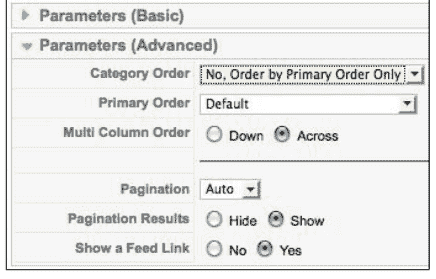 Parameters (Basic)
Parameters (Advanced)
Category Order No, Order by Primary Order Only
Primary Order Default
Multi Column Order Down Across
Pagination Auto
Pagination Results Hide Show
Show a Feed Link No Yes